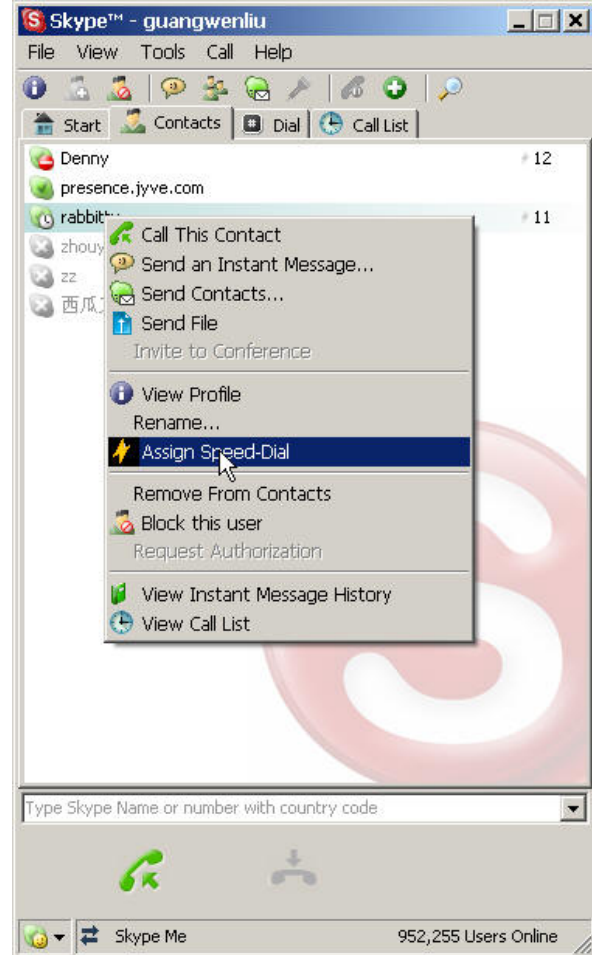 Skype™ - guangwenliu
File View Tools Call Help
Start Contacts Dial Call List
Denny 12
presence.jyve.com
rabbitty 11
Call This Contact
zhouy
Send an Instant Message...
zz
Send Contacts...
西瓜
Send File
Invite to Conference
View Profile
Rename...
Assign Speed-Dial
Remove From Contacts
Block this user
Request Authorization
View Instant Message History
View Call List
Type Skype Name or number with country code
Skype Me 952,255 Users Online